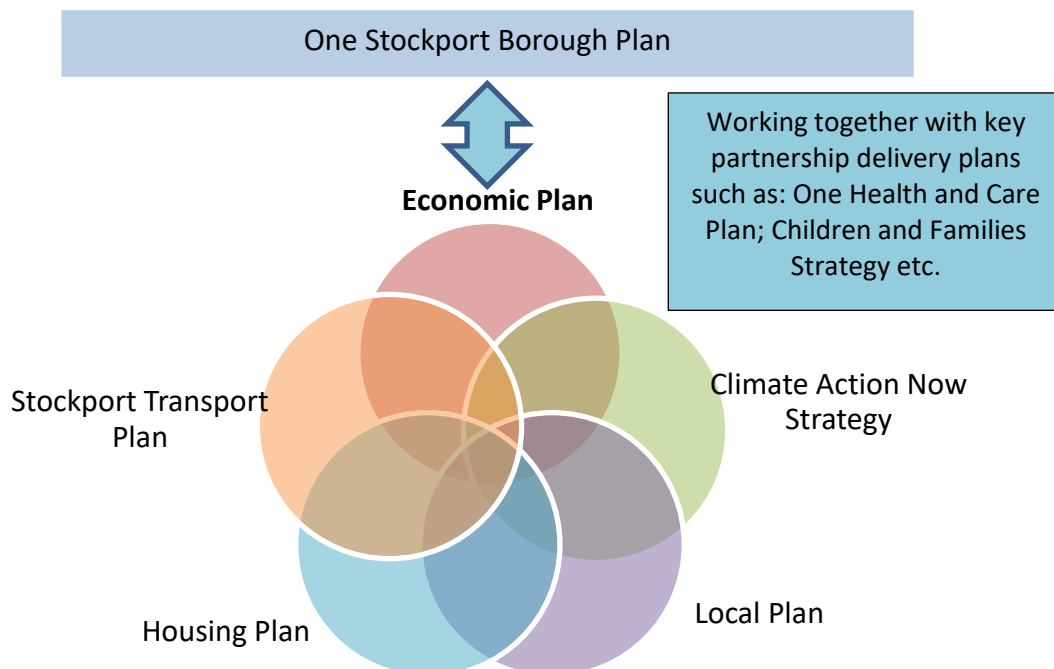 One Stockport Borough Plan
Working together with key
partnership delivery plans
such as: One Health and Care
Plan; Children and Families
Strategy etc.
Economic Plan
Stockport Transport
Plan
Climate Action Now
Strategy
Housing Plan
Local Plan